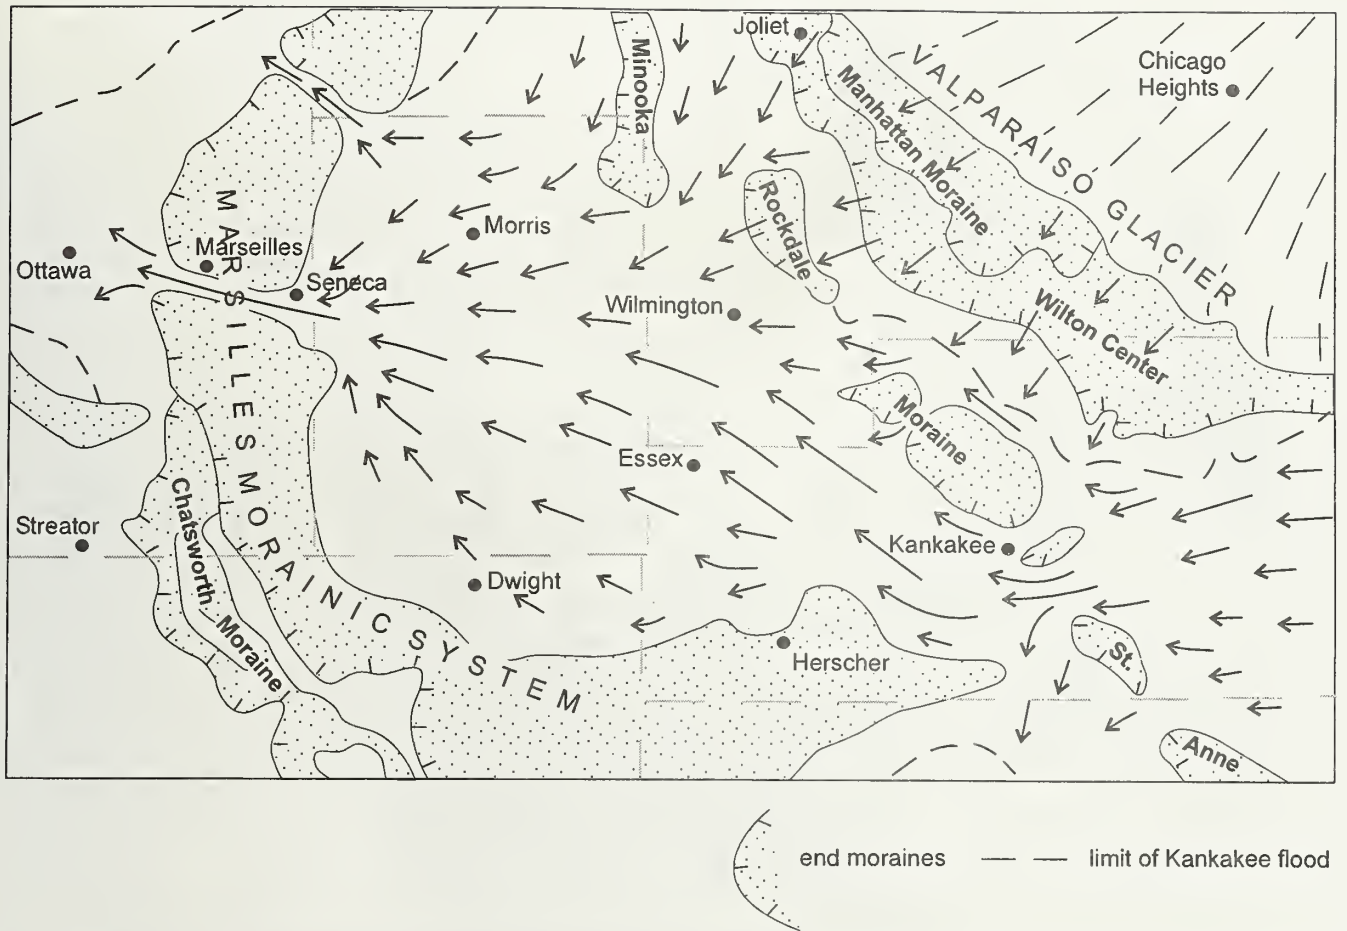 Joliet
VALPARAISO GLACIER
Chicago
Heights
Minooka
Manhattan Moraine
Rockdale
Morris
MARSEILLES MORAINIC SYSTEM
Marseilles
Ottawa
Seneca
Wilmington
Wilton Center
Moraine
Essex
Chatsworth
Moraine
Streator
Kankakee
Dwight
Herscher
St.
Anne
end moraines
limit of Kankakee flood